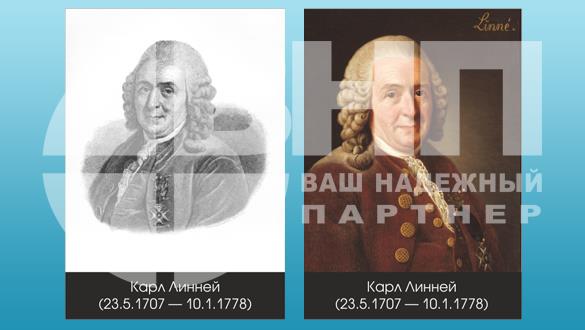 Linné.
ВНП
ВАШ НАДЕЖНЫЙ
ПАРТНЕР
Карл Линней
(23.5.1707 — 10.1.1778)
Карл Линней
(23.5.1707 — 10.1.1778)